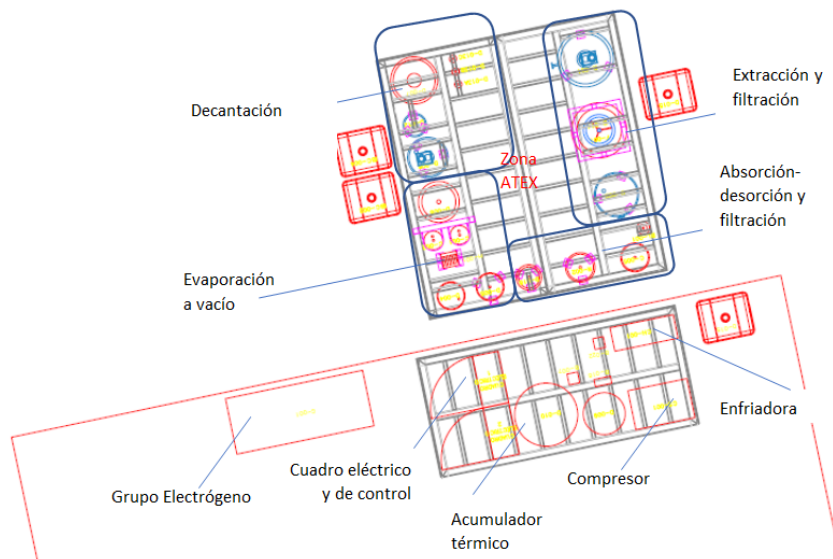 Decantación
Extracción y
filtración
Zona
ATEX
Absorción-
desorción y
filtración
Evaporación
a vacío
Enfriadora
Cuadro eléctrico
y de control
Compresor
Grupo Electrógeno
Acumulador
térmico